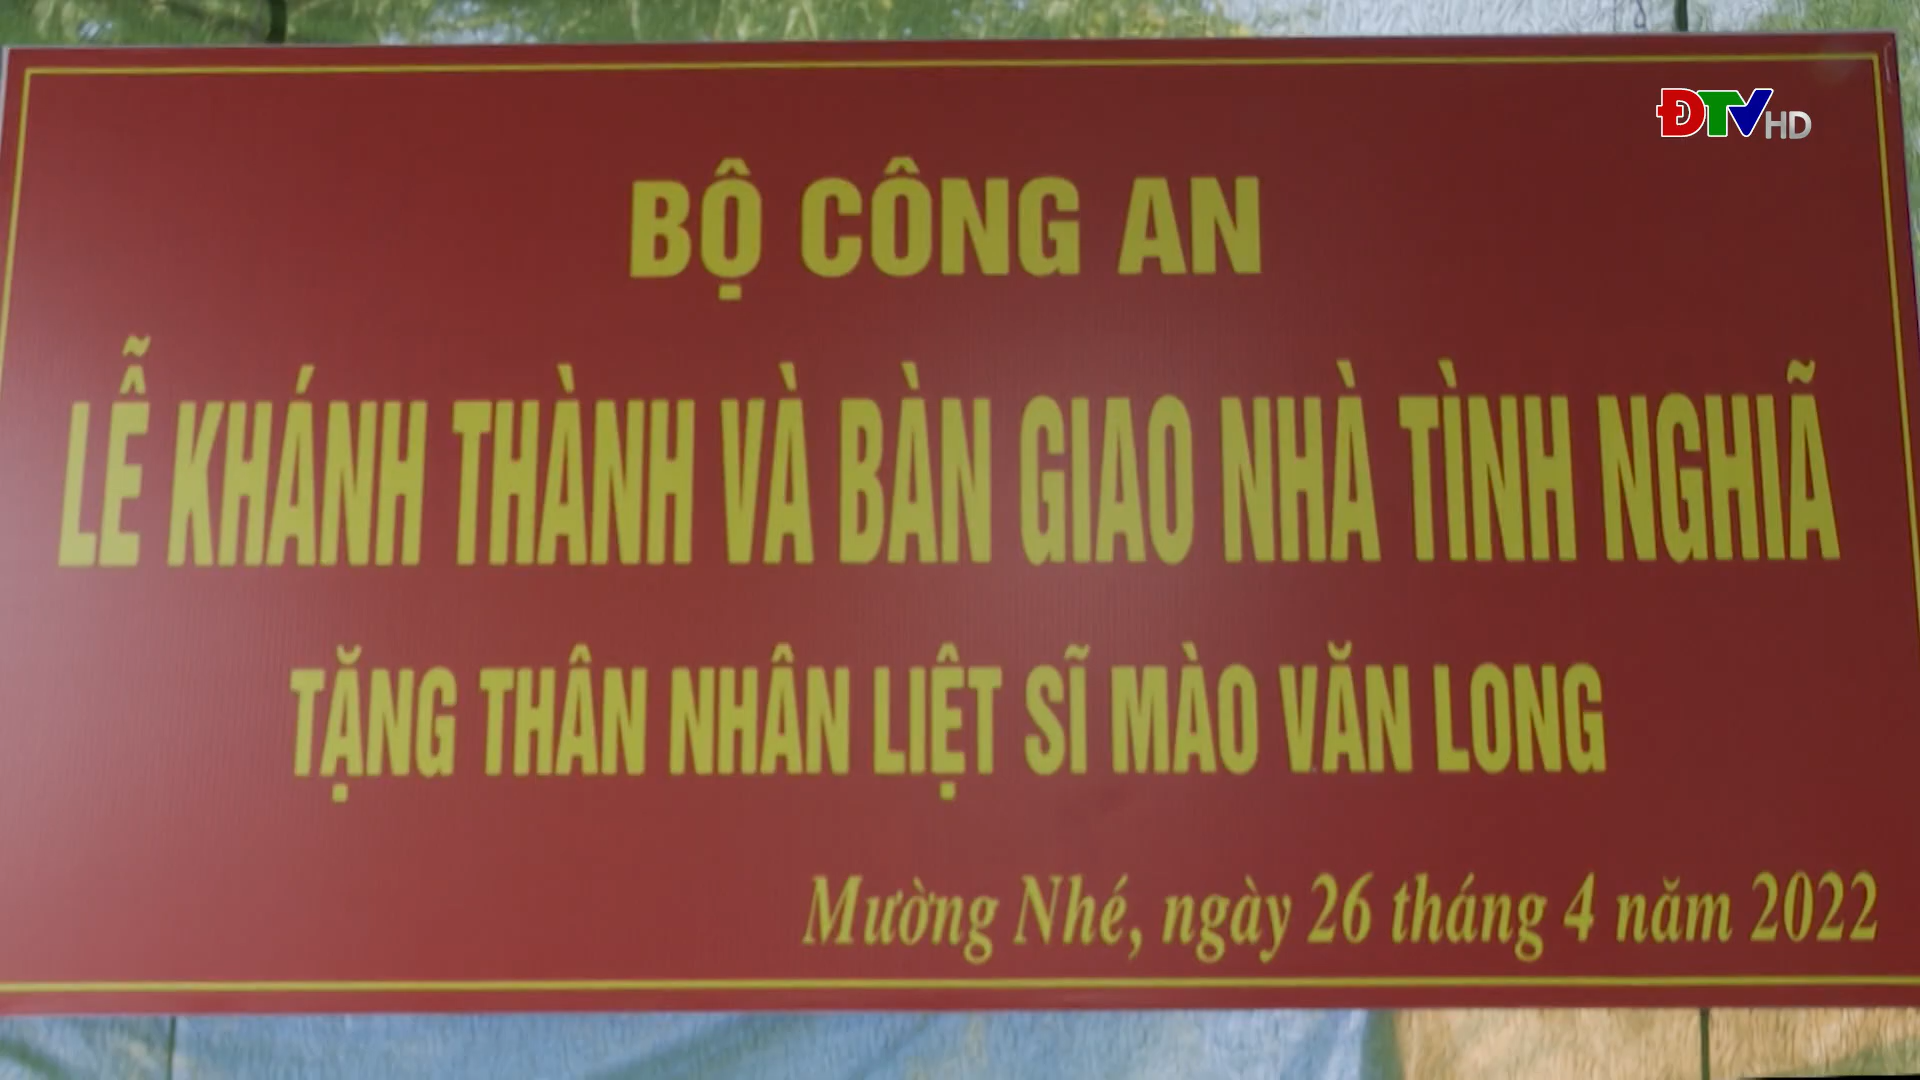 ĐTV HD
BỘ CÔNG AN
LỄ KHÁNH THÀNH VÀ BÀN GIAO NHÀ TÌNH NGHIÃ
TẶNG THÂN NHÂN LIỆT SĨ MÀO VĂN LONG
Mường Nhé, ngày 26 tháng 4 năm 2022